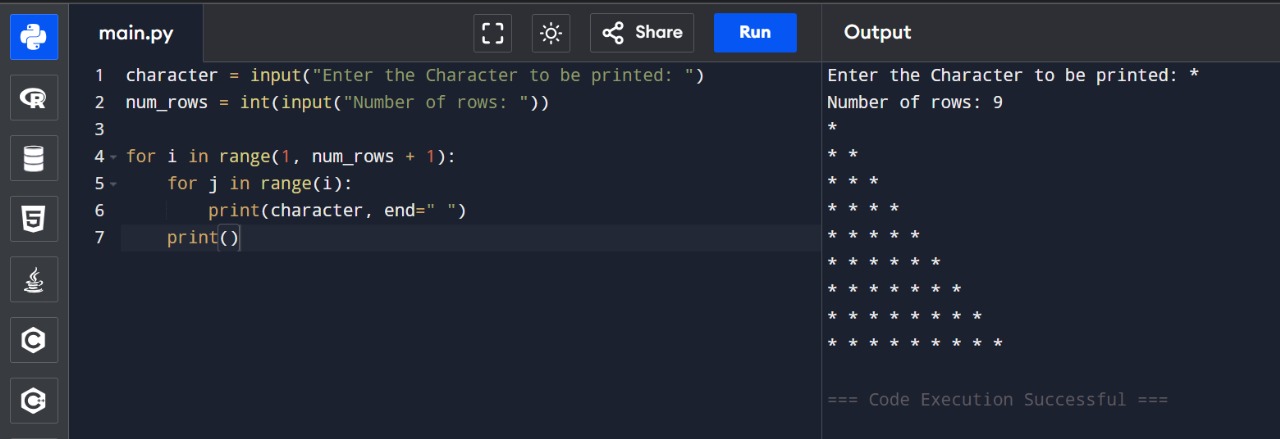 main.py
Share
Run
Output
1 character = input("Enter the Character to be printed: ")
2 num_rows = int(input("Number of rows: "))
3
4 for i in range(1, num_rows + 1):
5     for j in range(i):
6         print(character, end=" ")
7     print()
Enter the Character to be printed: *
Number of rows: 9
*
* *
* * *
* * * *
* * * * *
* * * * * *
* * * * * * *
* * * * * * * *
* * * * * * * * *
=== Code Execution Successful ===